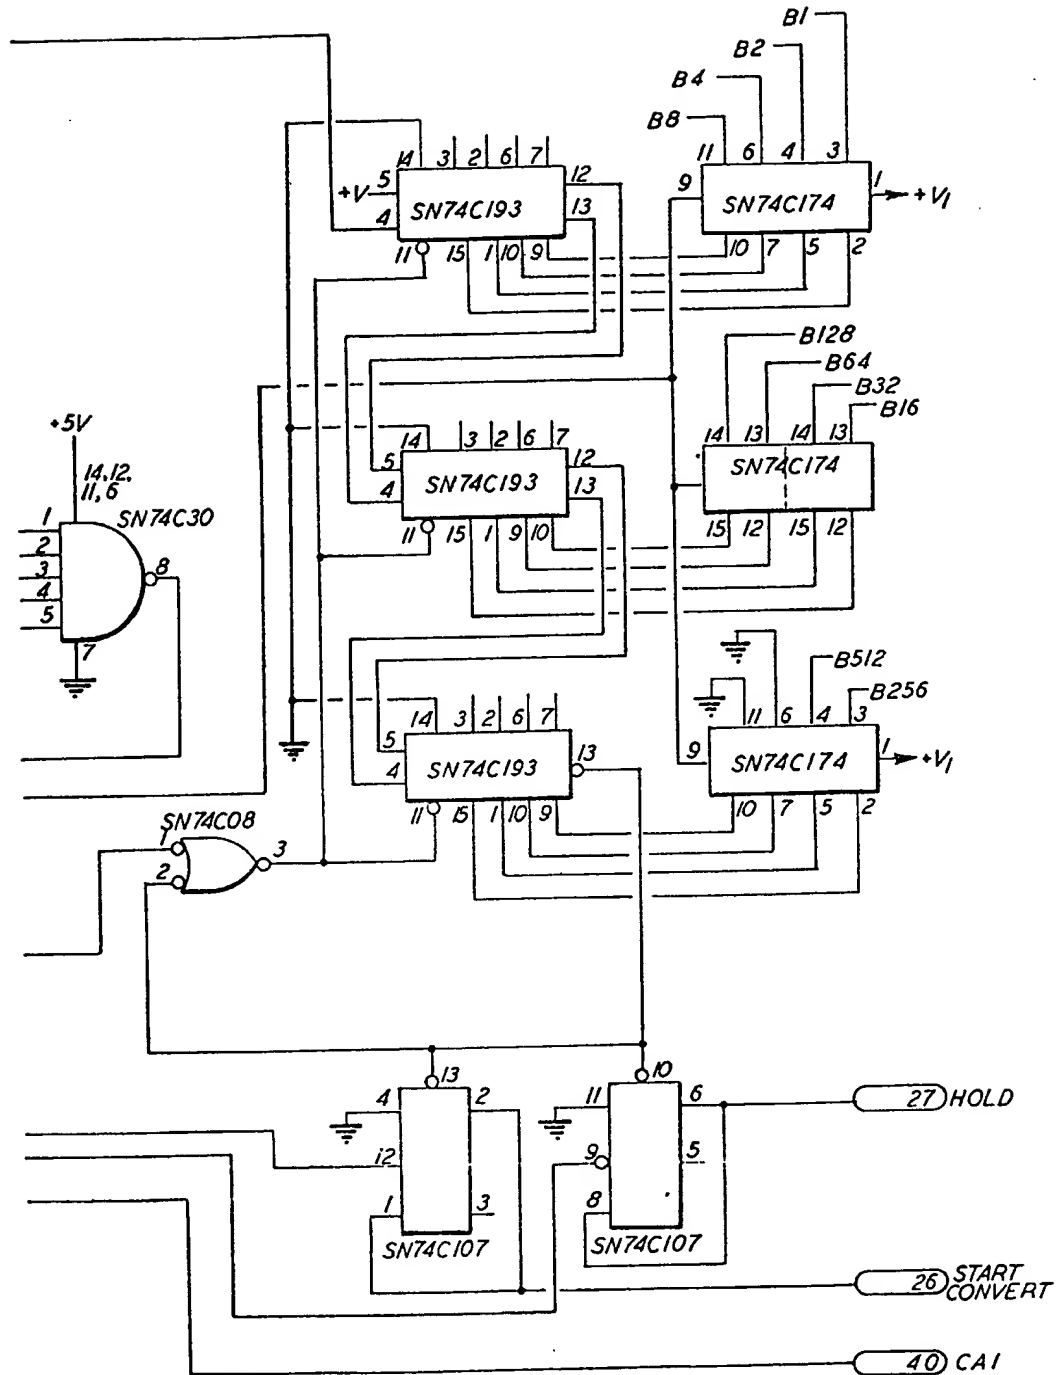 B1
B2
B4
B8
14 3 2 6 7
+V 5
4
SN74C193
12
13
11 15 1 10 9
11 6 4 3
9
SN74C174
1 +V1
10 7 5 2
B128
B64
B32
B16
14 3 2 6 7
5
4
SN74C193
12
13
11 15 1 9 10
14 13 14 13
SN74C174
15 12 15 12
+5V
14,12,
11,6
SN74C30
1
2
3
4
5
8
7
B512
B256
14 3 2 6 7
5
4
SN74C193
13
11 15 1 10 9
11 6 4 3
9
SN74C174
1 +V1
10 7 5 2
SN74C08
1
2
3
13
4 2
12
1 3
SN74C107
10
11 6
9 5
8
SN74C107
27 HOLD
26 START
CONVERT
40 CA1